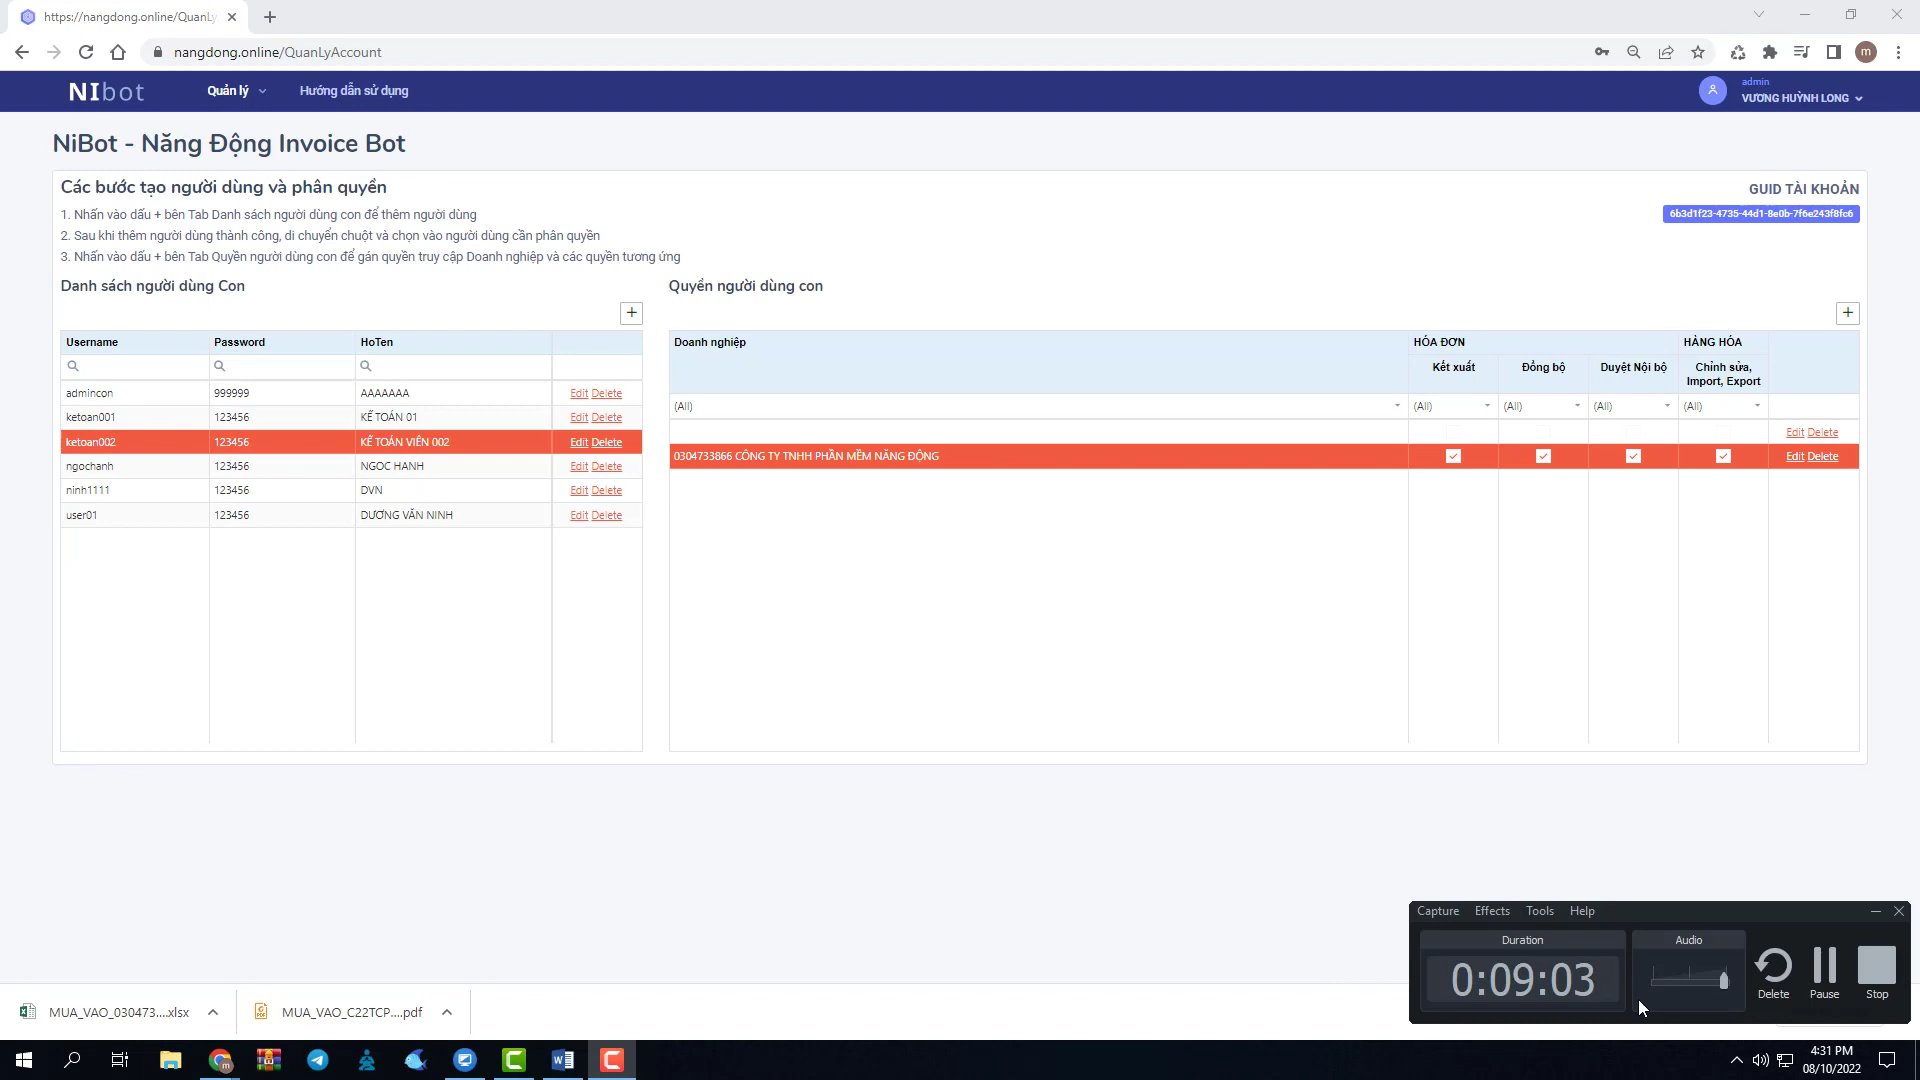 https://nangdong.online/QuanLy
nangdong.online/QuanLyAccount
m
NIbot
Quản lý
Hướng dẫn sử dụng
admin
VƯƠNG HUỲNH LONG
NiBot - Năng Động Invoice Bot
Các bước tạo người dùng và phân quyền
GUID TÀI KHOẢN
1. Nhấn vào dấu + bên Tab Danh sách người dùng con để thêm người dùng
6b3d1f23-4735-44d1-8e0b-7f6e243f8fc6
2. Sau khi thêm người dùng thành công, di chuyển chuột và chọn vào người dùng cần phân quyền
3. Nhấn vào dấu + bên Tab Quyền người dùng con để gán quyền truy cập Doanh nghiệp và các quyền tương ứng
Danh sách người dùng Con
Quyền người dùng con
+
+
Username Password HoTen
admincon 999999 AAAAAAA Edit Delete
ketoan001 123456 KẾ TOÁN 01 Edit Delete
ketoan002 123456 KẾ TOÁN VIÊN 002 Edit Delete
ngochanh 123456 NGOC HANH Edit Delete
ninh1111 123456 DVN Edit Delete
user01 123456 DƯƠNG VĂN NINH Edit Delete
Doanh nghiệp HÓA ĐƠN HÀNG HÓA
Kết xuất Đồng bộ Duyệt Nội bộ Chỉnh sửa,
Import, Export
(All) (All) (All) (All) (All)
Edit Delete
0304733866 CÔNG TY TNHH PHẦN MỀM NĂNG ĐỘNG Edit Delete
Capture Effects Tools Help
Duration
Audio
0:09:03
Delete Pause Stop
MUA_VAO_030473....xlsx
MUA_VAO_C22TCP....pdf
4:31 PM
08/10/2022